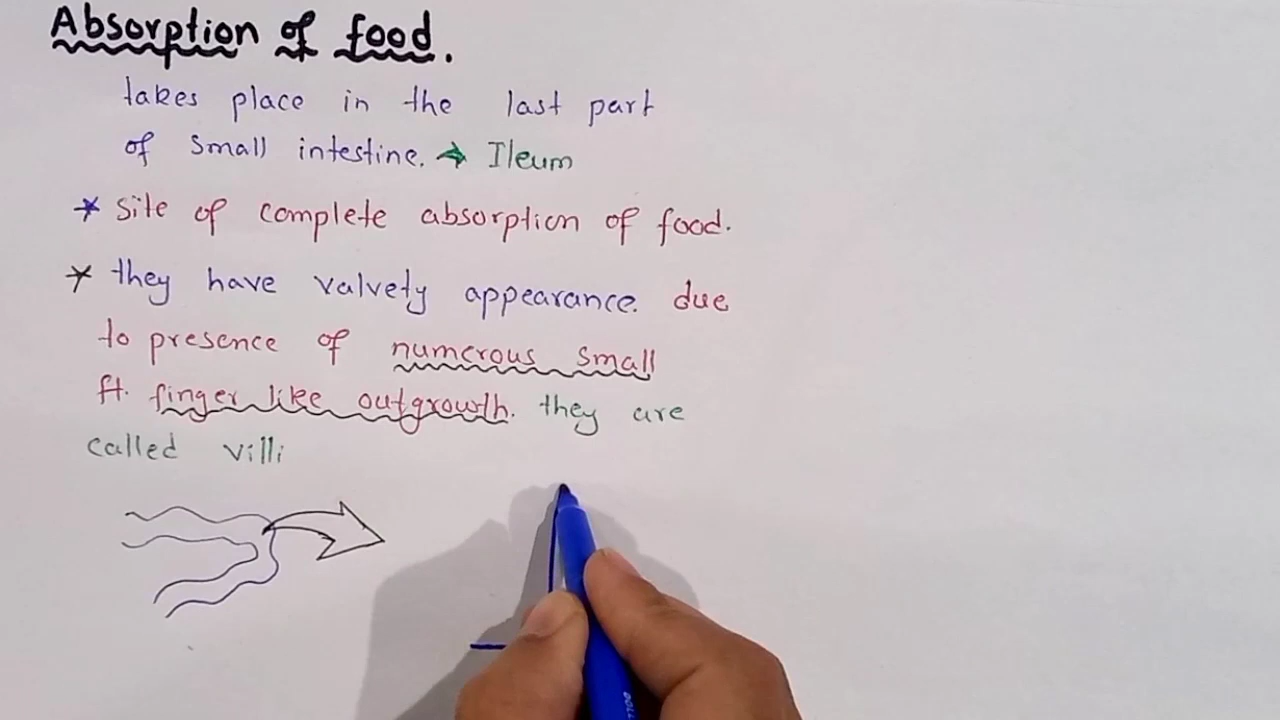 Absorption of food.
takes place in the last part
of small intestine. → Ileum
* Site of complete absorption of food.
* they have valvety appearance. due
to presence of numerous small
ft. finger like outgrowth. they are
called villi